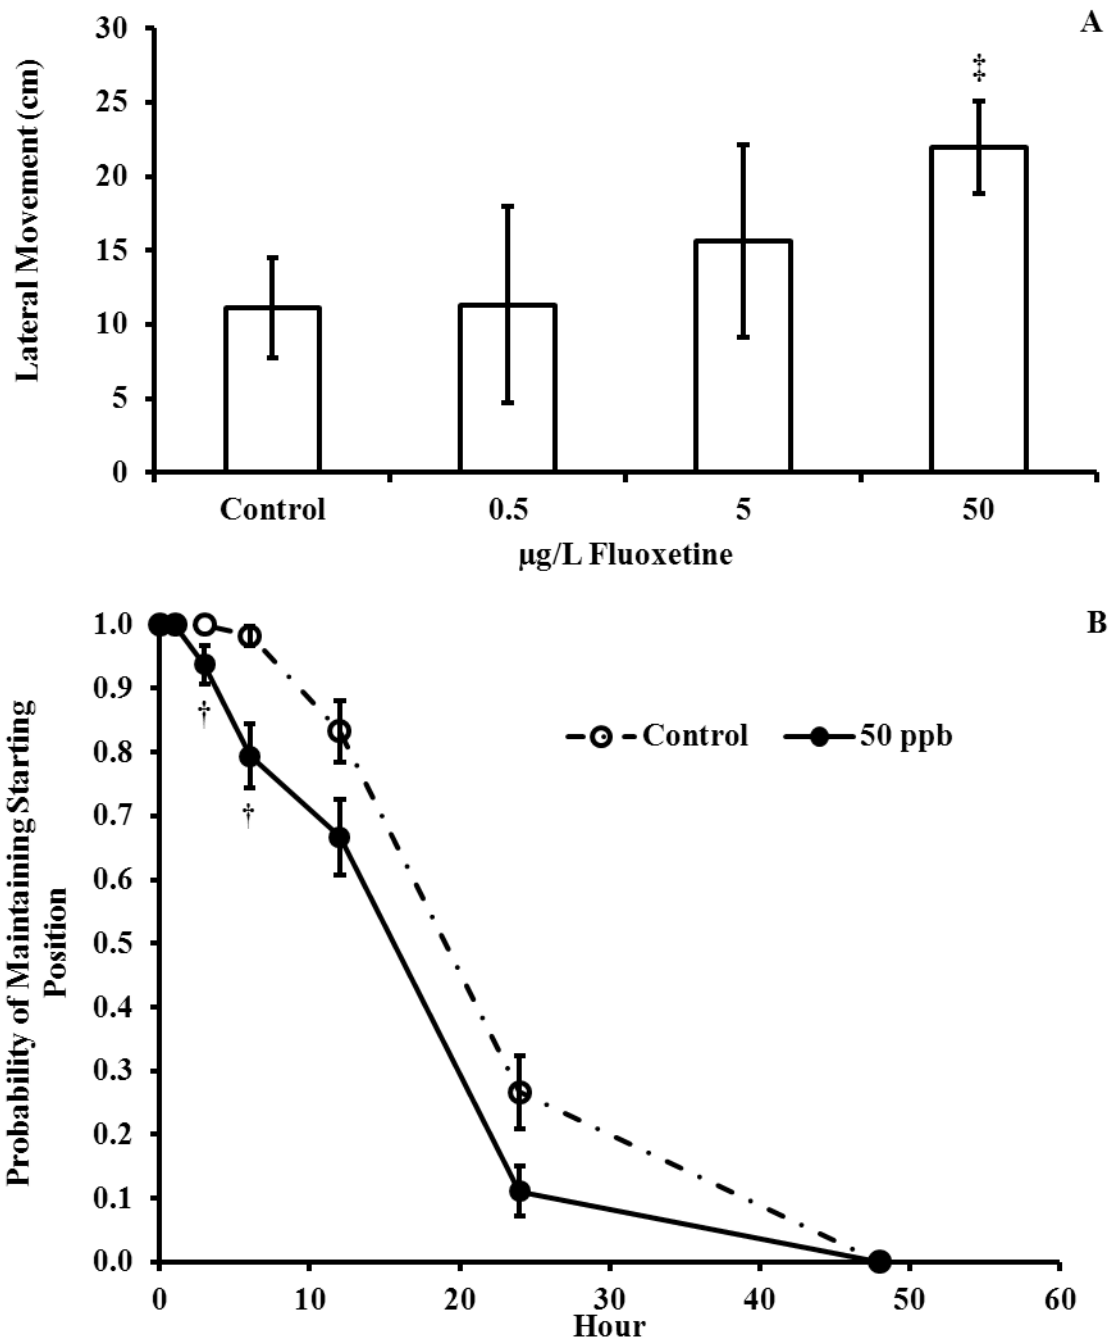 A
30
25
20
15
10
5
0
Lateral Movement (cm)
‡
Control 0.5 5 50
µg/L Fluoxetine
B
1.0
0.9
0.8
0.7
0.6
0.5
0.4
0.3
0.2
0.1
0.0
Probability of Maintaining Starting
Position
†
†
Control 50 ppb
0 10 20 30 40 50 60
Hour